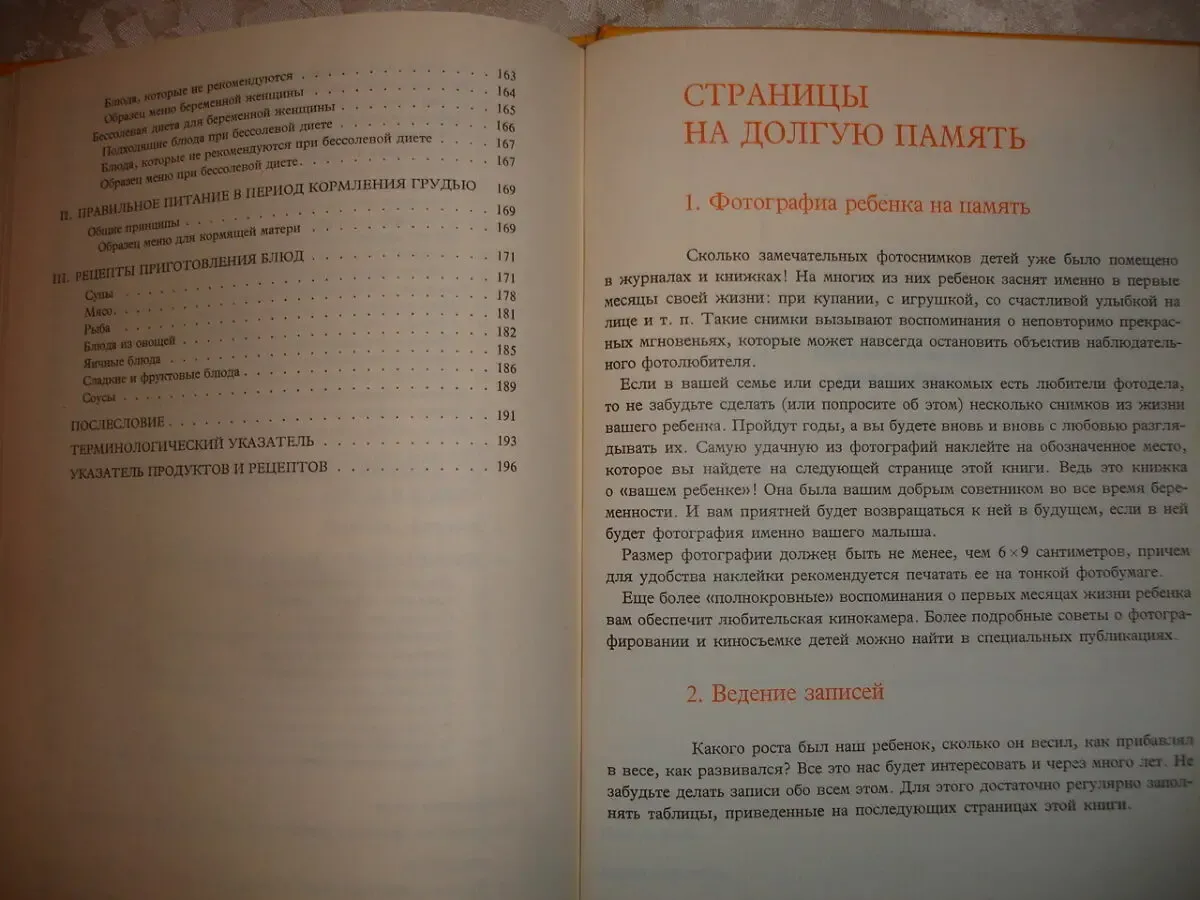 Блюда, которые не рекомендуются . . . . . . . . . . . . 163
Образец меню беременной женщины . . . . . . . . . . . . 164
Бессолевая диета для беременной женщины . . . . . . . . . . 165
Подходящие блюда при бессолевой диете . . . . . . . . . . 166
Блюда, которые не рекомендуются при бессолевой диете . . . . 167
Образец меню при бессолевой диете. . . . . . . . . . . . 167
II. ПРАВИЛЬНОЕ ПИТАНИЕ В ПЕРИОД КОРМЛЕНИЯ ГРУДЬЮ 169
Общие принципы . . . . . . . . . . . . . . . . . . 169
Образец меню для кормящей матери . . . . . . . . . . . . 169
III. РЕЦЕПТЫ ПРИГОТОВЛЕНИЯ БЛЮД . . . . . . . . . . . . 171
Супы . . . . . . . . . . . . . . . . . . . . . . 171
Мясо. . . . . . . . . . . . . . . . . . . . . . 178
Рыба . . . . . . . . . . . . . . . . . . . . . . 181
Блюда из овощей . . . . . . . . . . . . . . . . . . 182
Яичные блюда . . . . . . . . . . . . . . . . . . . 185
Сладкие и фруктовые блюда . . . . . . . . . . . . . . . 186
Соусы . . . . . . . . . . . . . . . . . . . . . . 189
ПОСЛЕСЛОВИЕ . . . . . . . . . . . . . . . . . . . . 191
ТЕРМИНОЛОГИЧЕСКИЙ УКАЗАТЕЛЬ . . . . . . . . . . . . 193
УКАЗАТЕЛЬ ПРОДУКТОВ И РЕЦЕПТОВ . . . . . . . . . . . 196
СТРАНИЦЫ
НА ДОЛГУЮ ПАМЯТЬ
1. Фотографиа ребенка на память
Сколько замечательных фотоснимков детей уже было помещено
в журналах и книжках! На многих из них ребенок заснят именно в первые
месяцы своей жизни: при купании, с игрушкой, со счастливой улыбкой на
лице и т. п. Такие снимки вызывают воспоминания о неповторимо прекрас-
ных мгновеньях, которые может навсегда остановить объектив наблюдатель-
ного фотолюбителя.
Если в вашей семье или среди ваших знакомых есть любители фотодела,
то не забудьте сделать (или попросите об этом) несколько снимков из жизни
вашего ребенка. Пройдут годы, а вы будете вновь и вновь с любовью разгля-
дывать их. Самую удачную из фотографий наклейте на обозначенное место,
которое вы найдете на следующей странице этой книги. Ведь это книжка
о «вашем ребенке»! Она была вашим добрым советником во все время бере-
менности. И вам приятней будет возвращаться к ней в будущем, если в ней
будет фотография именно вашего малыша.
Размер фотографии должен быть не менее, чем 6×9 сантиметров, причем
для удобства наклейки рекомендуется печатать ее на тонкой фотобумаге.
Еще более «полнокровные» воспоминания о первых месяцах жизни ребенка
вам обеспечит любительская кинокамера. Более подробные советы о фотогра-
фировании и киносъемке детей можно найти в специальных публикациях.
2. Ведение записей
Какого роста был наш ребенок, сколько он весил, как прибавлял
в весе, как развивался? Все это нас будет интересовать и через много лет. Не
забудьте делать записи обо всем этом. Для этого достаточно регулярно запол-
нять таблицы, приведенные на последующих страницах этой книги.